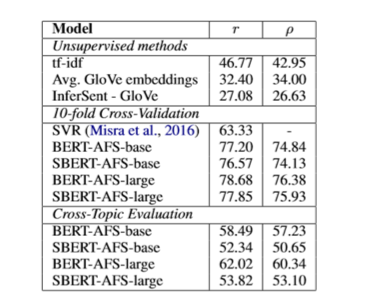 Model r ρ
Unsupervised methods
tf-idf 46.77 42.95
Avg. GloVe embeddings 32.40 34.00
InferSent - GloVe 27.08 26.63
10-fold Cross-Validation
SVR (Misra et al., 2016) 63.33 -
BERT-AFS-base 77.20 74.84
SBERT-AFS-base 76.57 74.13
BERT-AFS-large 78.68 76.38
SBERT-AFS-large 77.85 75.93
Cross-Topic Evaluation
BERT-AFS-base 58.49 57.23
SBERT-AFS-base 52.34 50.65
BERT-AFS-large 62.02 60.34
SBERT-AFS-large 53.82 53.10